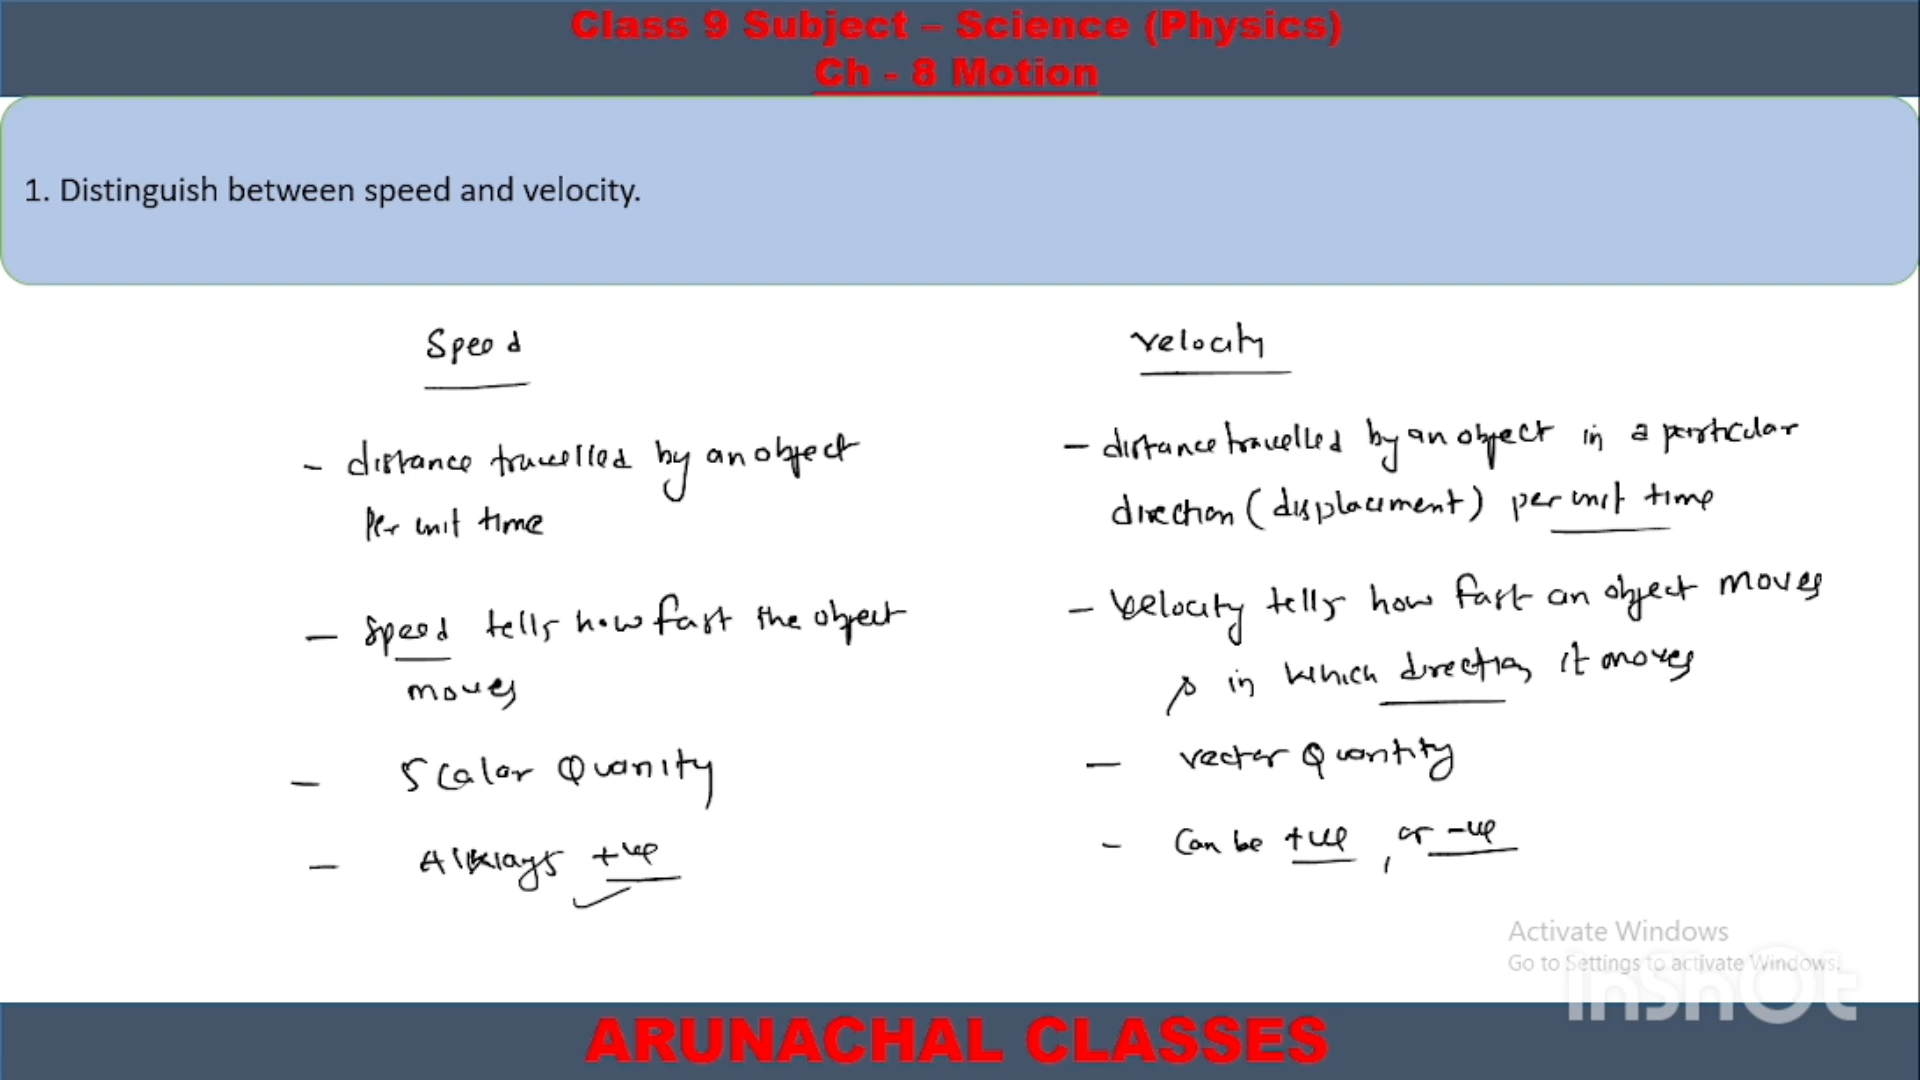 Class 9 Subject – Science (Physics)
Ch - 8 Motion
1. Distinguish between speed and velocity.
Speed
velocity
- distance travelled by an object
per unit time
- distance travelled by an object in a particular
direction (displacement) per unit time
- Speed tells how fast the object
moves
- Velocity tells how fast an object moves
in which direction it moves
- Scalar Quanity
- vector Quantity
- Always +ve
- Can be +ve, or -ve
Activate Windows
Go to Settings to activate Windows.
InShOt
ARUNACHAL CLASSES